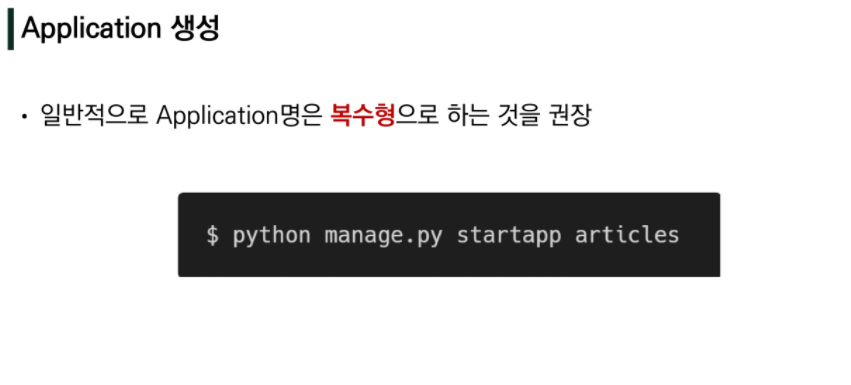 Application 생성
• 일반적으로 Application명은 복수형으로 하는 것을 권장
$ python manage.py startapp articles